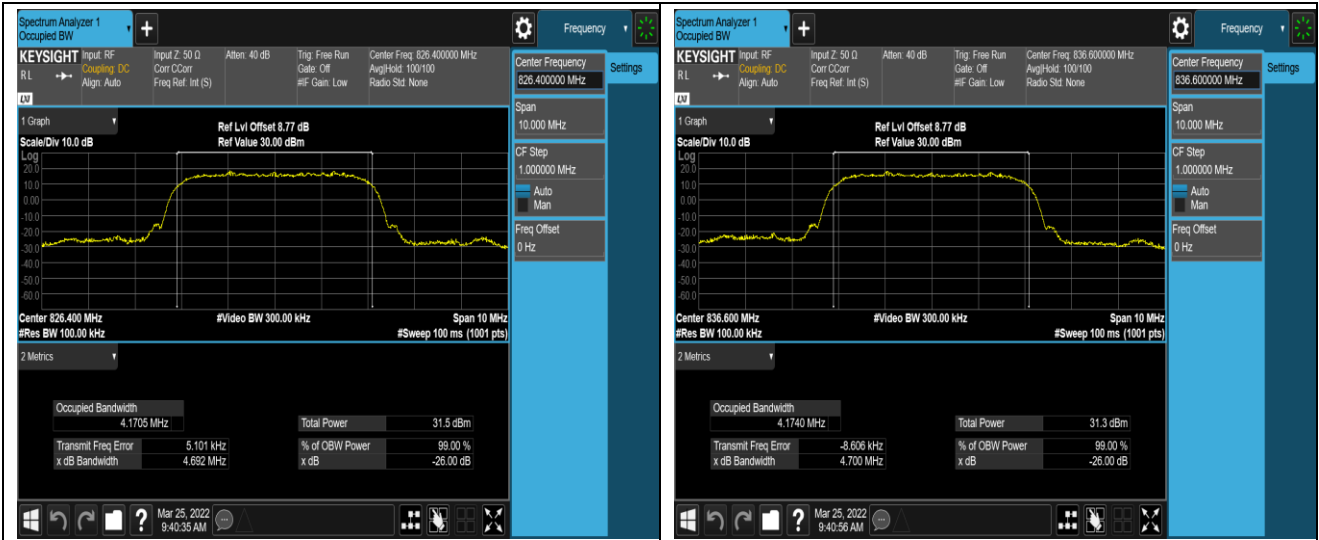 Spectrum Analyzer 1
Occupied BW
+
Frequency
KEYSIGHT
RL
LXI
Input: RF
Coupling: DC
Align: Auto
Input Z: 50 Ω
Corr CCorr
Freq Ref: Int (S)
Atten: 40 dB
Trig: Free Run
Gate: Off
#IF Gain: Low
Center Freq: 826.400000 MHz
Avg|Hold: 100/100
Radio Std: None
Center Frequency
826.400000 MHz
Settings
Span
10.000 MHz
CF Step
1.000000 MHz
Auto
Man
Freq Offset
0 Hz
1 Graph
Scale/Div 10.0 dB
Ref Lvl Offset 8.77 dB
Ref Value 30.00 dBm
Log
20.0
10.0
0.00
-10.0
-20.0
-30.0
-40.0
-50.0
-60.0
Center 826.400 MHz
#Video BW 300.00 kHz
Span 10 MHz
#Res BW 100.00 kHz
#Sweep 100 ms (1001 pts)
2 Metrics
Occupied Bandwidth
4.1705 MHz
Total Power 31.5 dBm
Transmit Freq Error 5.101 kHz
% of OBW Power 99.00 %
x dB Bandwidth 4.692 MHz
x dB -26.00 dB
?
Mar 25, 2022
9:40:35 AM
Spectrum Analyzer 1
Occupied BW
+
Frequency
KEYSIGHT
RL
LXI
Input: RF
Coupling: DC
Align: Auto
Input Z: 50 Ω
Corr CCorr
Freq Ref: Int (S)
Atten: 40 dB
Trig: Free Run
Gate: Off
#IF Gain: Low
Center Freq: 836.600000 MHz
Avg|Hold: 100/100
Radio Std: None
Center Frequency
836.600000 MHz
Settings
Span
10.000 MHz
CF Step
1.000000 MHz
Auto
Man
Freq Offset
0 Hz
1 Graph
Scale/Div 10.0 dB
Ref Lvl Offset 8.77 dB
Ref Value 30.00 dBm
Log
20.0
10.0
0.00
-10.0
-20.0
-30.0
-40.0
-50.0
-60.0
Center 836.600 MHz
#Video BW 300.00 kHz
Span 10 MHz
#Res BW 100.00 kHz
#Sweep 100 ms (1001 pts)
2 Metrics
Occupied Bandwidth
4.1740 MHz
Total Power 31.3 dBm
Transmit Freq Error -8.606 kHz
% of OBW Power 99.00 %
x dB Bandwidth 4.700 MHz
x dB -26.00 dB
?
Mar 25, 2022
9:40:56 AM